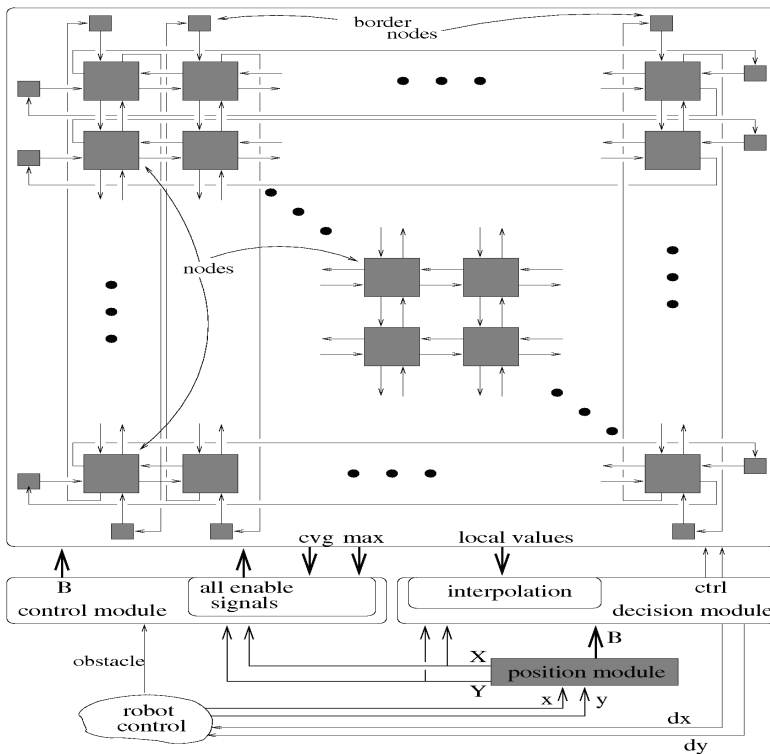 border
nodes
nodes
cvg max
local values
B
control module
all enable
signals
interpolation
ctrl
decision module
obstacle
X
B
Y
position module
x
y
robot
control
dx
dy